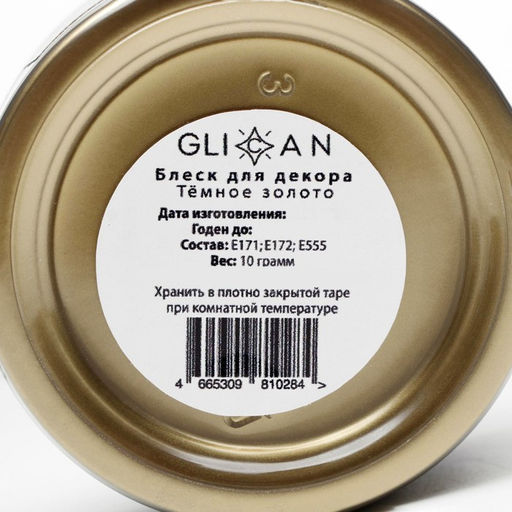 3
GLICAN
Блеск для декора
Тёмное золото
Дата изготовления:
Годен до:
Состав: E171; E172; E555
Вес: 10 грамм
Хранить в плотно закрытой таре
при комнатной температуре
4 665309 810284 >